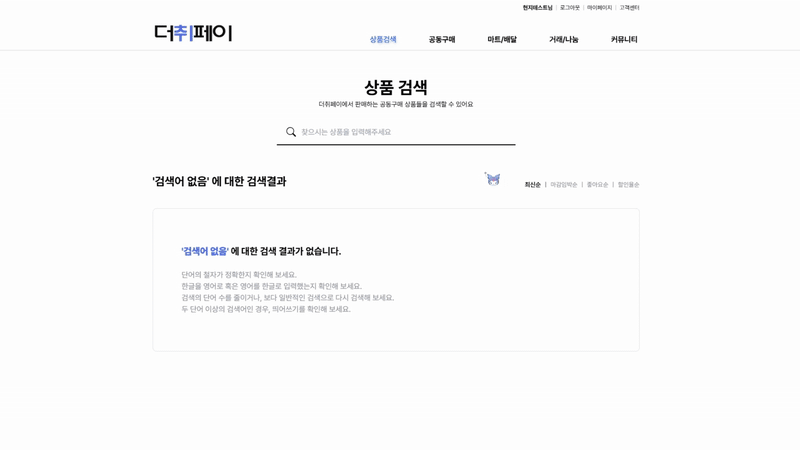 현지테스트님 | 로그아웃 | 마이페이지 | 고객센터
더취페이
상품검색 공동구매 마트/배달 거래/나눔 커뮤니티
상품 검색
더취페이에서 판매하는 공동구매 상품들을 검색할 수 있어요
찾으시는 상품을 입력해주세요
'검색어 없음' 에 대한 검색결과
최신순 | 마감임박순 | 좋아요순 | 할인율순
'검색어 없음' 에 대한 검색 결과가 없습니다.
단어의 철자가 정확한지 확인해 보세요.
한글을 영어로 혹은 영어를 한글로 입력했는지 확인해 보세요.
검색의 단어 수를 줄이거나, 보다 일반적인 검색으로 다시 검색해 보세요.
두 단어 이상의 검색어인 경우, 띄어쓰기를 확인해 보세요.